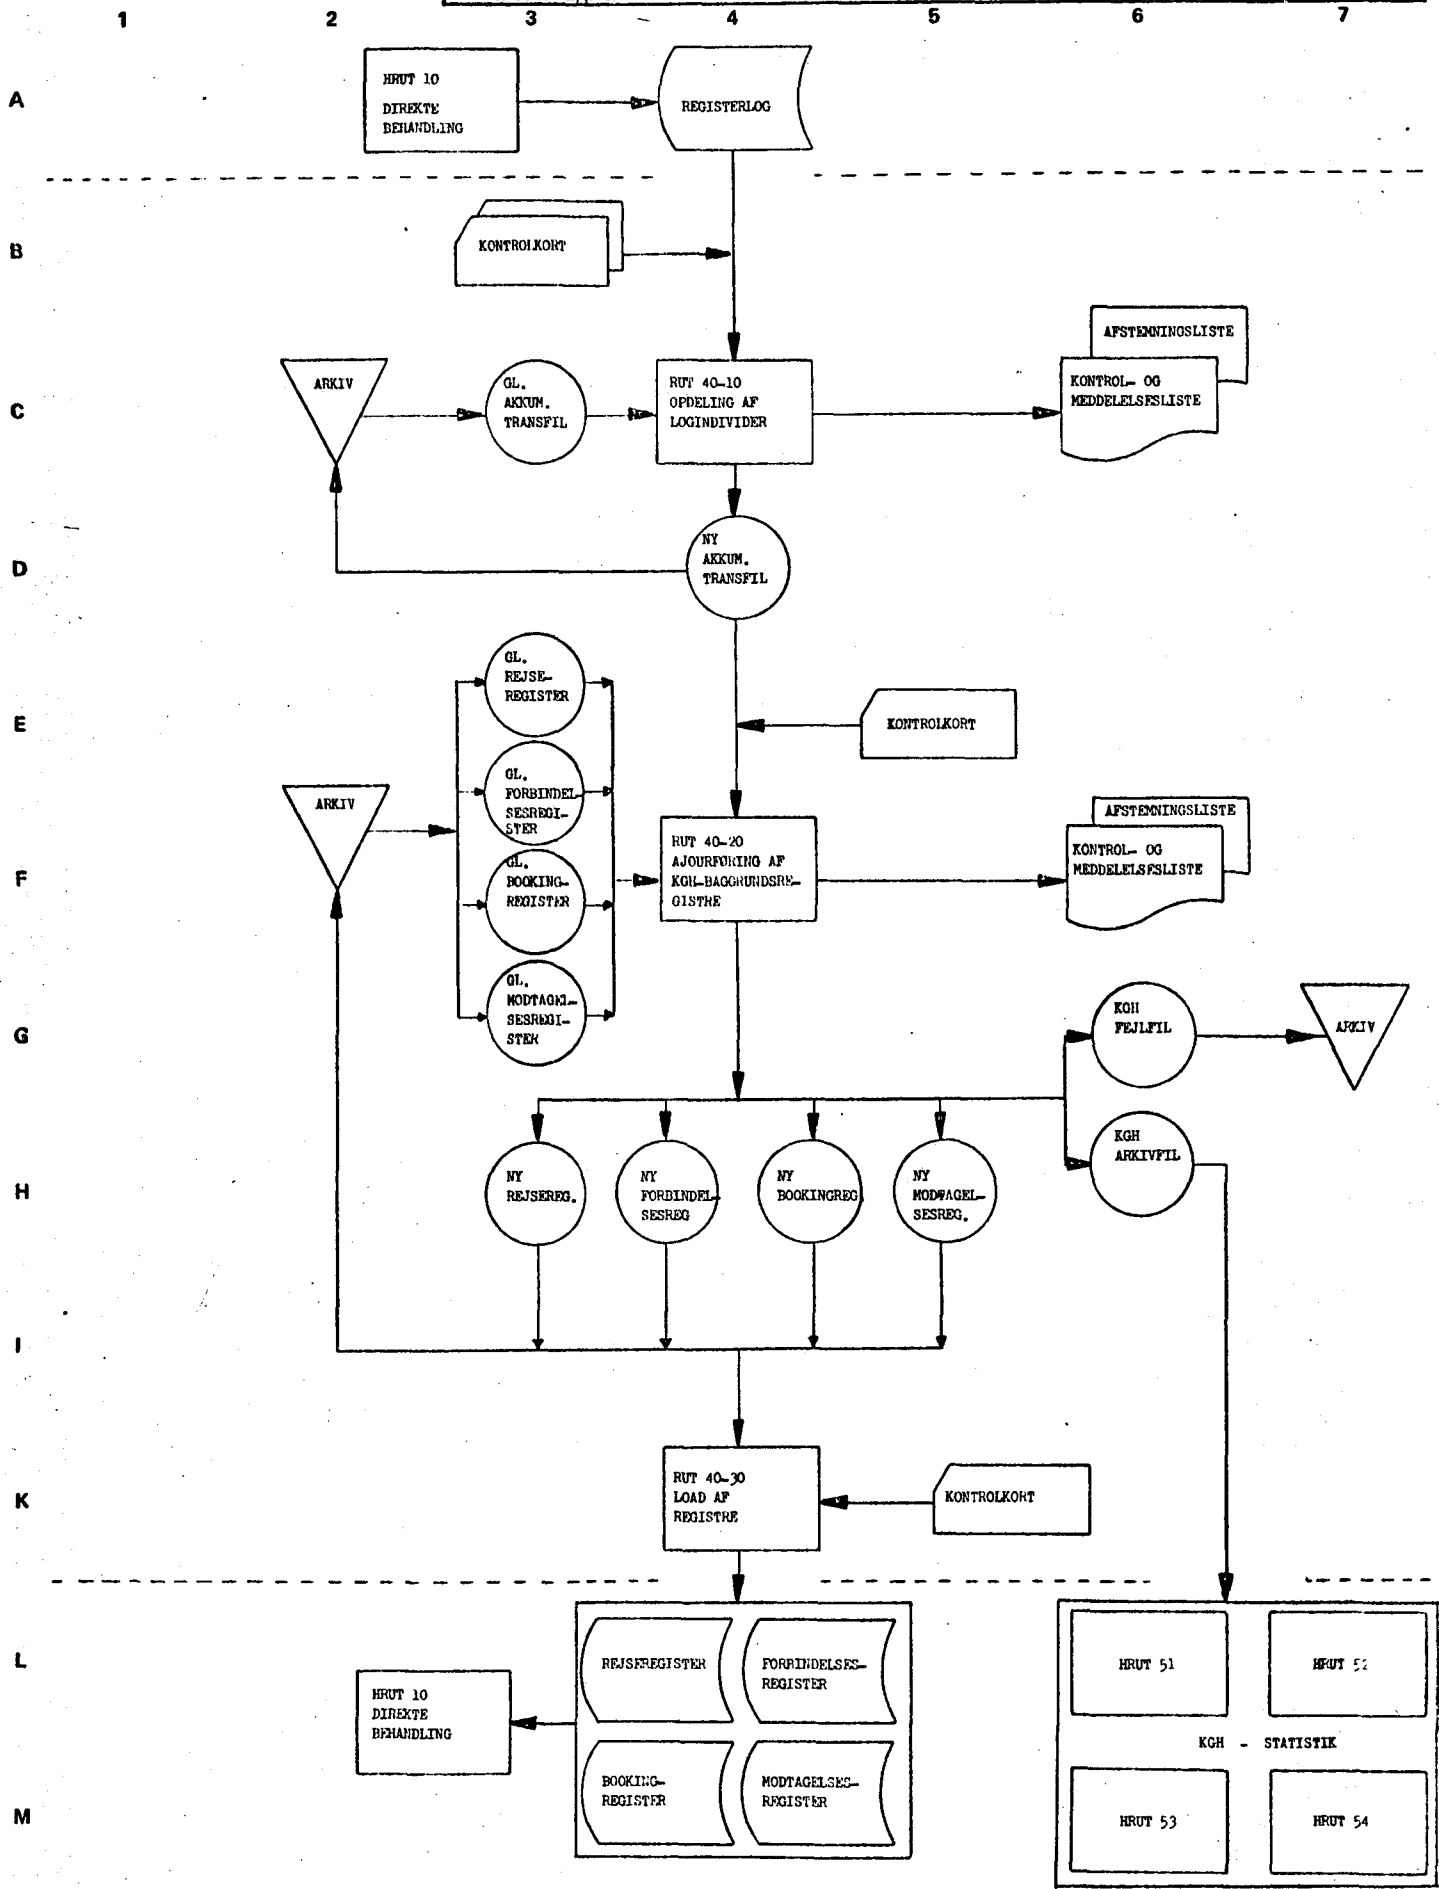 1 2 3 4 5 6 7
A
HRUT 10
DIREKTE
BEHANDLING
REGISTERLOG
B
KONTROLKORT
AFSTEMNINGSLISTE
C
ARKIV
GL.
AKKUM.
TRANSFIL
RUT 40-10
OPDELING AF
LOGINDIVIDER
KONTROL- OG
MEDDELELSESLISTE
D
NY
AKKUM.
TRANSFIL
E
GL.
REJSE-
REGISTER
KONTROLKORT
GL.
FORBINDEL-
SESREGI-
STER
F
ARKIV
GL.
BOOKING-
REGISTER
RUT 40-20
AJOURFØRING AF
KGH-BAGGRUNDSRE-
GISTRE
AFSTEMNINGSLISTE
KONTROL- OG
MEDDELELSESLISTE
G
GL.
MODTAGEL-
SESREGI-
STER
KGH
FEJLFIL
ARKIV
H
NY
REJSEREG.
NY
FORBINDEL-
SESREG
NY
BOOKINGREG
NY
MODTAGEL-
SESREG.
KGH
ARKIVFIL
I
K
RUT 40-30
LOAD AF
REGISTRE
KONTROLKORT
L
HRUT 10
DIREKTE
BEHANDLING
REJSEREGISTER
FORBINDELSES-
REGISTER
HRUT 51
HRUT 52
KGH - STATISTIK
M
BOOKING-
REGISTER
MODTAGELSES-
REGISTER
HRUT 53
HRUT 54